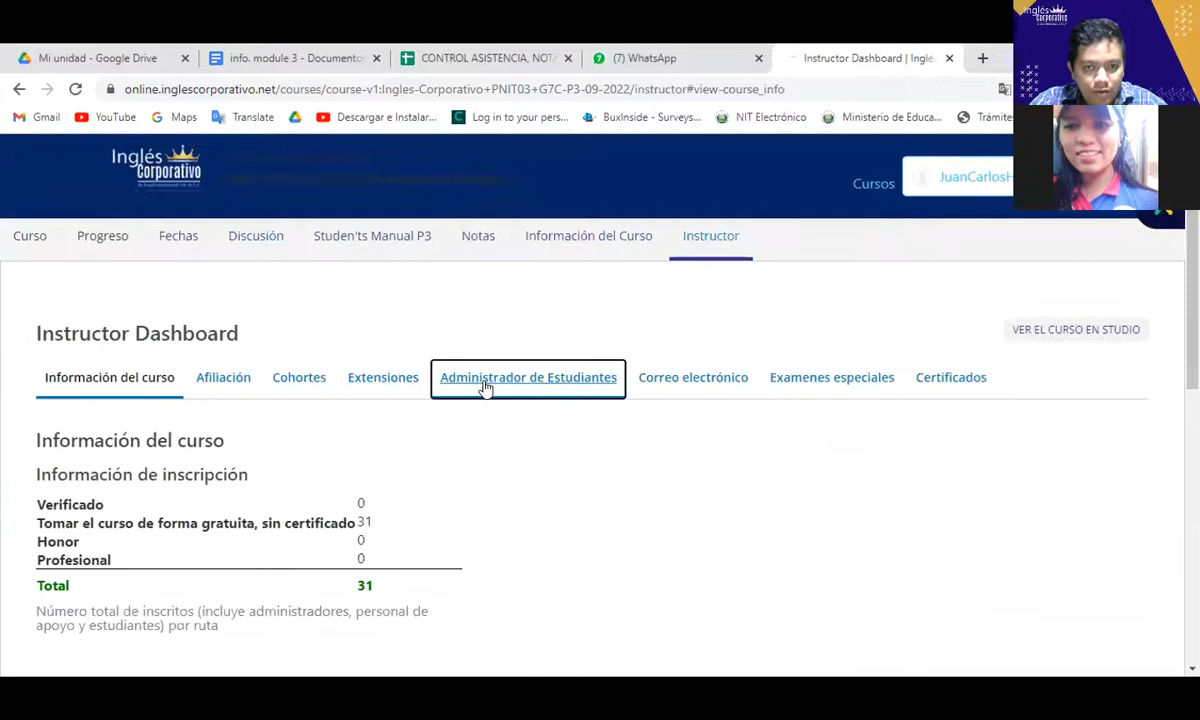 Inglés
Corporativo
Mi unidad - Google Drive
info. module 3 - Documento
CONTROL ASISTENCIA, NOT
(7) WhatsApp
Instructor Dashboard | Inglé
online.inglescorporativo.net/courses/course-v1:Ingles-Corporativo+PNIT03+G7C-P3-09-2022/instructor#view-course_info
Gmail YouTube Maps Translate Descargar e Instalar... Log in to your pers... BuxInside - Surveys... NIT Electrónico Ministerio de Educa... Trámites
Inglés
Corporativo
Cursos JuanCarlosH
Curso Progreso Fechas Discusión Studen'ts Manual P3 Notas Información del Curso Instructor
Instructor Dashboard
VER EL CURSO EN STUDIO
Información del curso Afiliación Cohortes Extensiones Administrador de Estudiantes Correo electrónico Examenes especiales Certificados
Información del curso
Información de inscripción
Verificado 0
Tomar el curso de forma gratuita, sin certificado 31
Honor 0
Profesional 0
Total 31
Número total de inscritos (incluye administradores, personal de
apoyo y estudiantes) por ruta